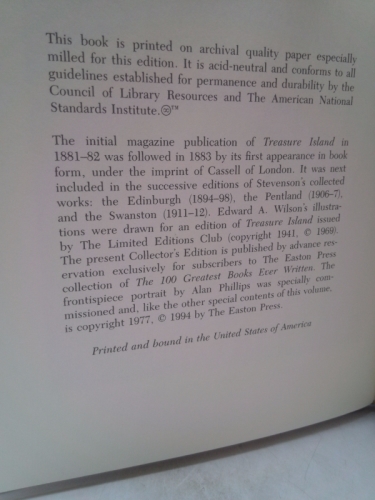 This book is printed on archival quality paper especially
milled for this edition. It is acid-neutral and conforms to all
guidelines established for permanence and durability by the
Council of Library Resources and The American National
Standards Institute.♾™
The initial magazine publication of Treasure Island in
1881–82 was followed in 1883 by its first appearance in book
form, under the imprint of Cassell of London. It was next
included in the successive editions of Stevenson's collected
works: the Edinburgh (1894–98), the Pentland (1906–7),
and the Swanston (1911–12). Edward A. Wilson's illustra-
tions were drawn for an edition of Treasure Island issued
by The Limited Editions Club (copyright 1941, © 1969).
The present Collector's Edition is published by advance res-
ervation exclusively for subscribers to The Easton Press
collection of The 100 Greatest Books Ever Written. The
frontispiece portrait by Alan Phillips was specially com-
missioned and, like the other special contents of this volume,
is copyright 1977, © 1994 by The Easton Press.
Printed and bound in the United States of America